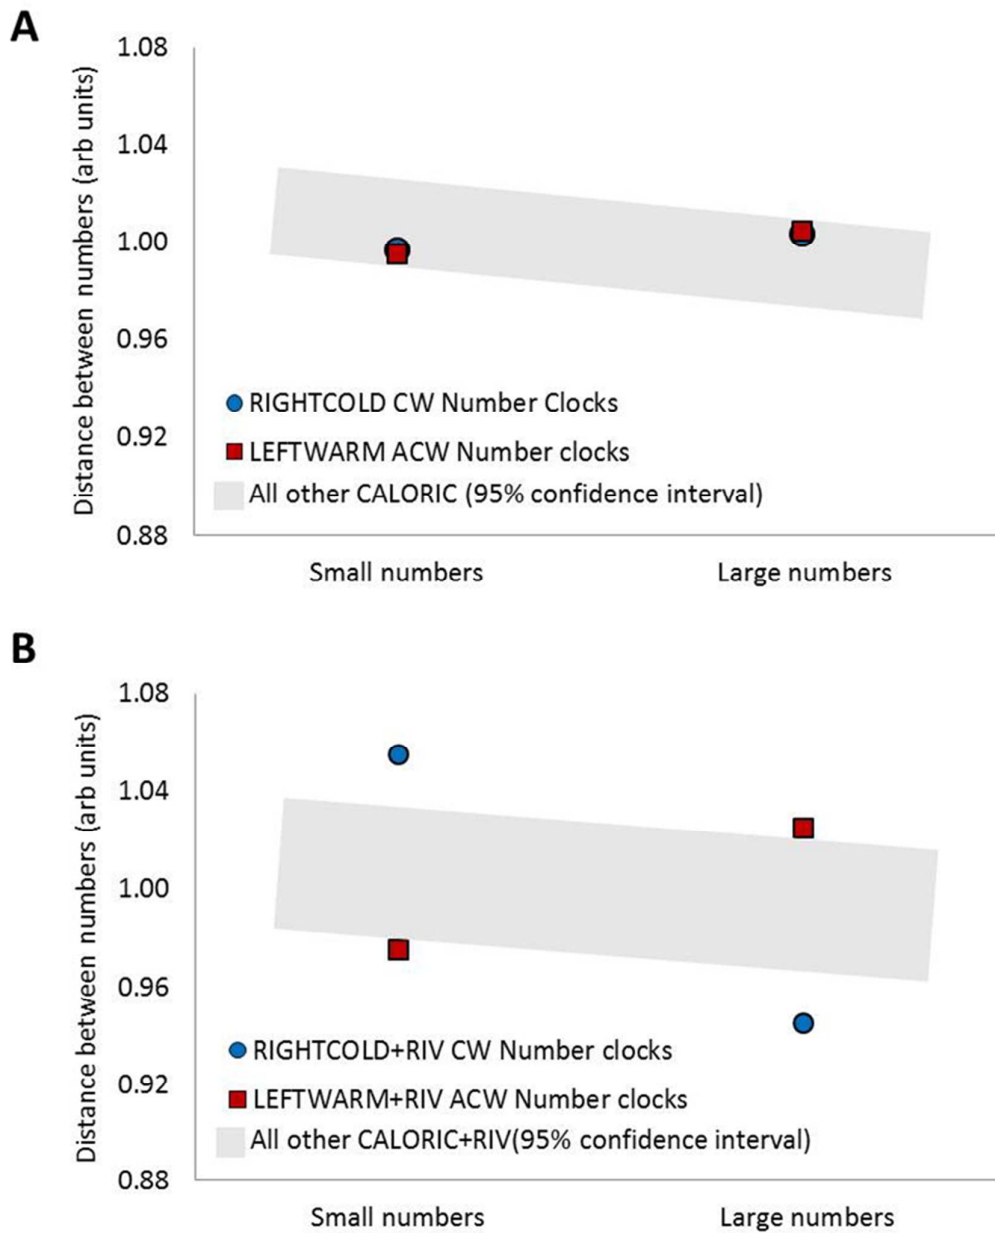 A
Distance between numbers (arb units)
1.08
1.04
1.00
0.96
0.92
0.88
RIGHTCOLD CW Number Clocks
LEFTWARM ACW Number clocks
All other CALORIC (95% confidence interval)
Small numbers
Large numbers
B
Distance between numbers (arb units)
1.08
1.04
1.00
0.96
0.92
0.88
RIGHTCOLD+RIV CW Number clocks
LEFTWARM+RIV ACW Number clocks
All other CALORIC+RIV(95% confidence interval)
Small numbers
Large numbers